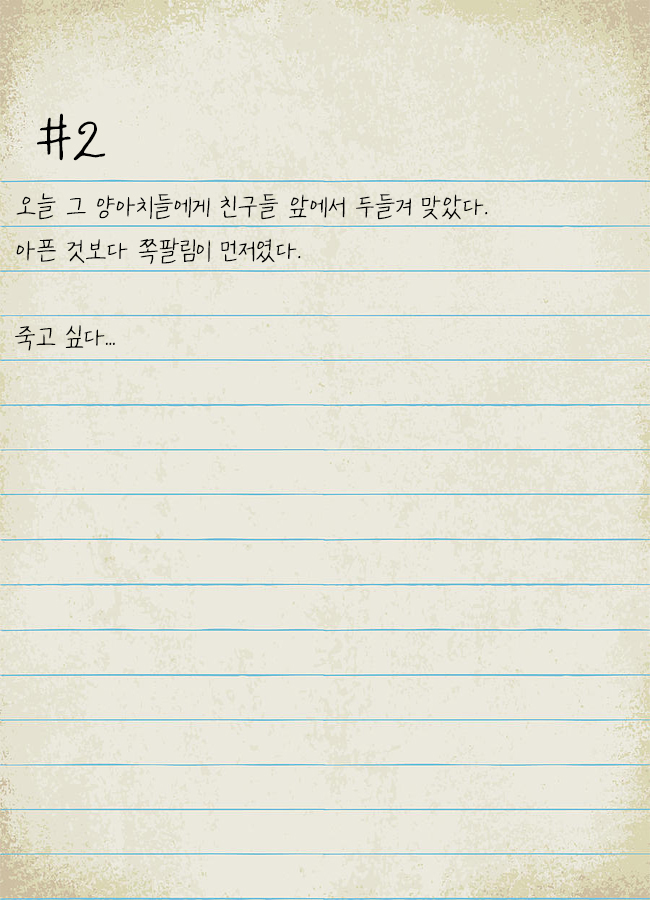 #2
오늘 그 양아치들에게 친구들 앞에서 두들겨 맞았다.
아픈 것보다 쪽팔림이 먼저였다.
죽고 싶다...